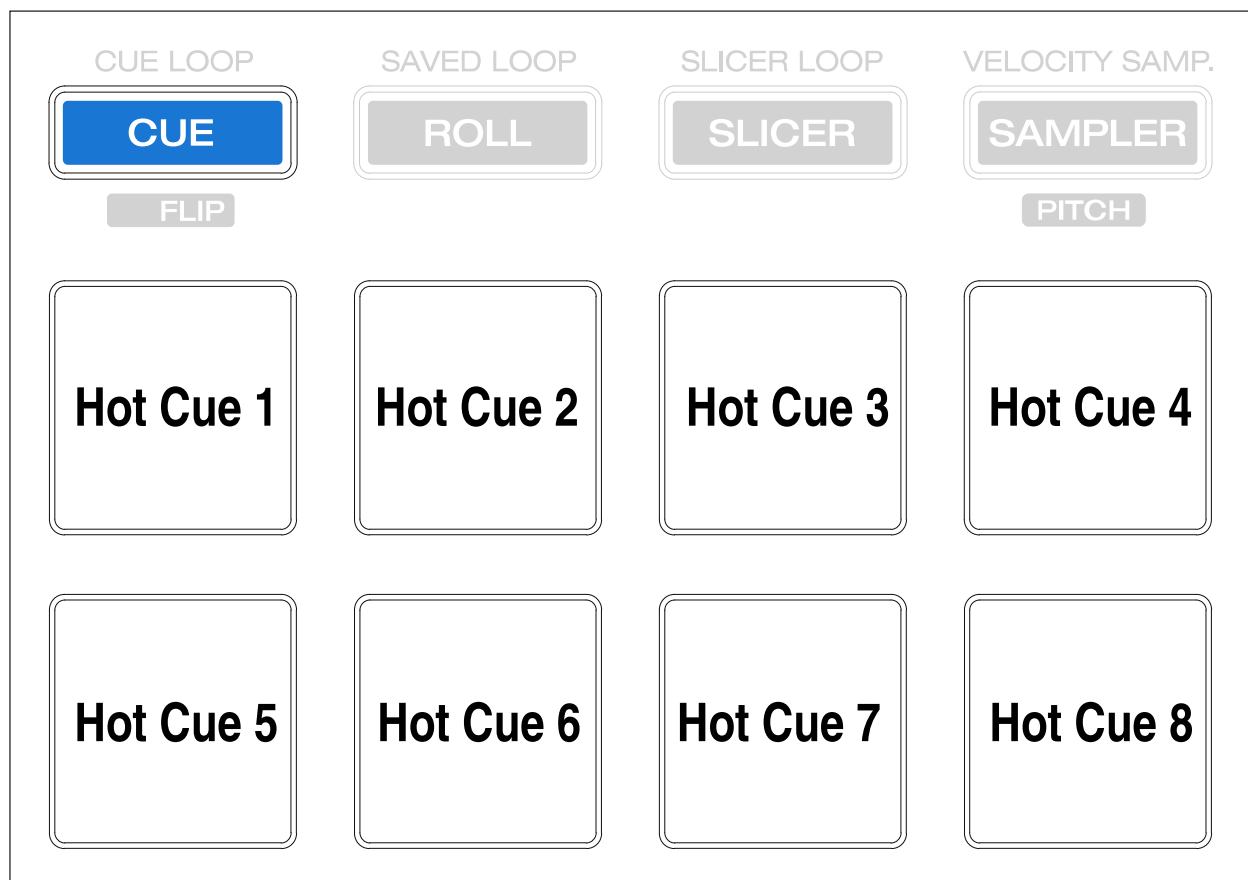 CUE LOOP SAVED LOOP SLICER LOOP VELOCITY SAMP.
CUE ROLL SLICER SAMPLER
FLIP PITCH
Hot Cue 1 Hot Cue 2 Hot Cue 3 Hot Cue 4
Hot Cue 5 Hot Cue 6 Hot Cue 7 Hot Cue 8